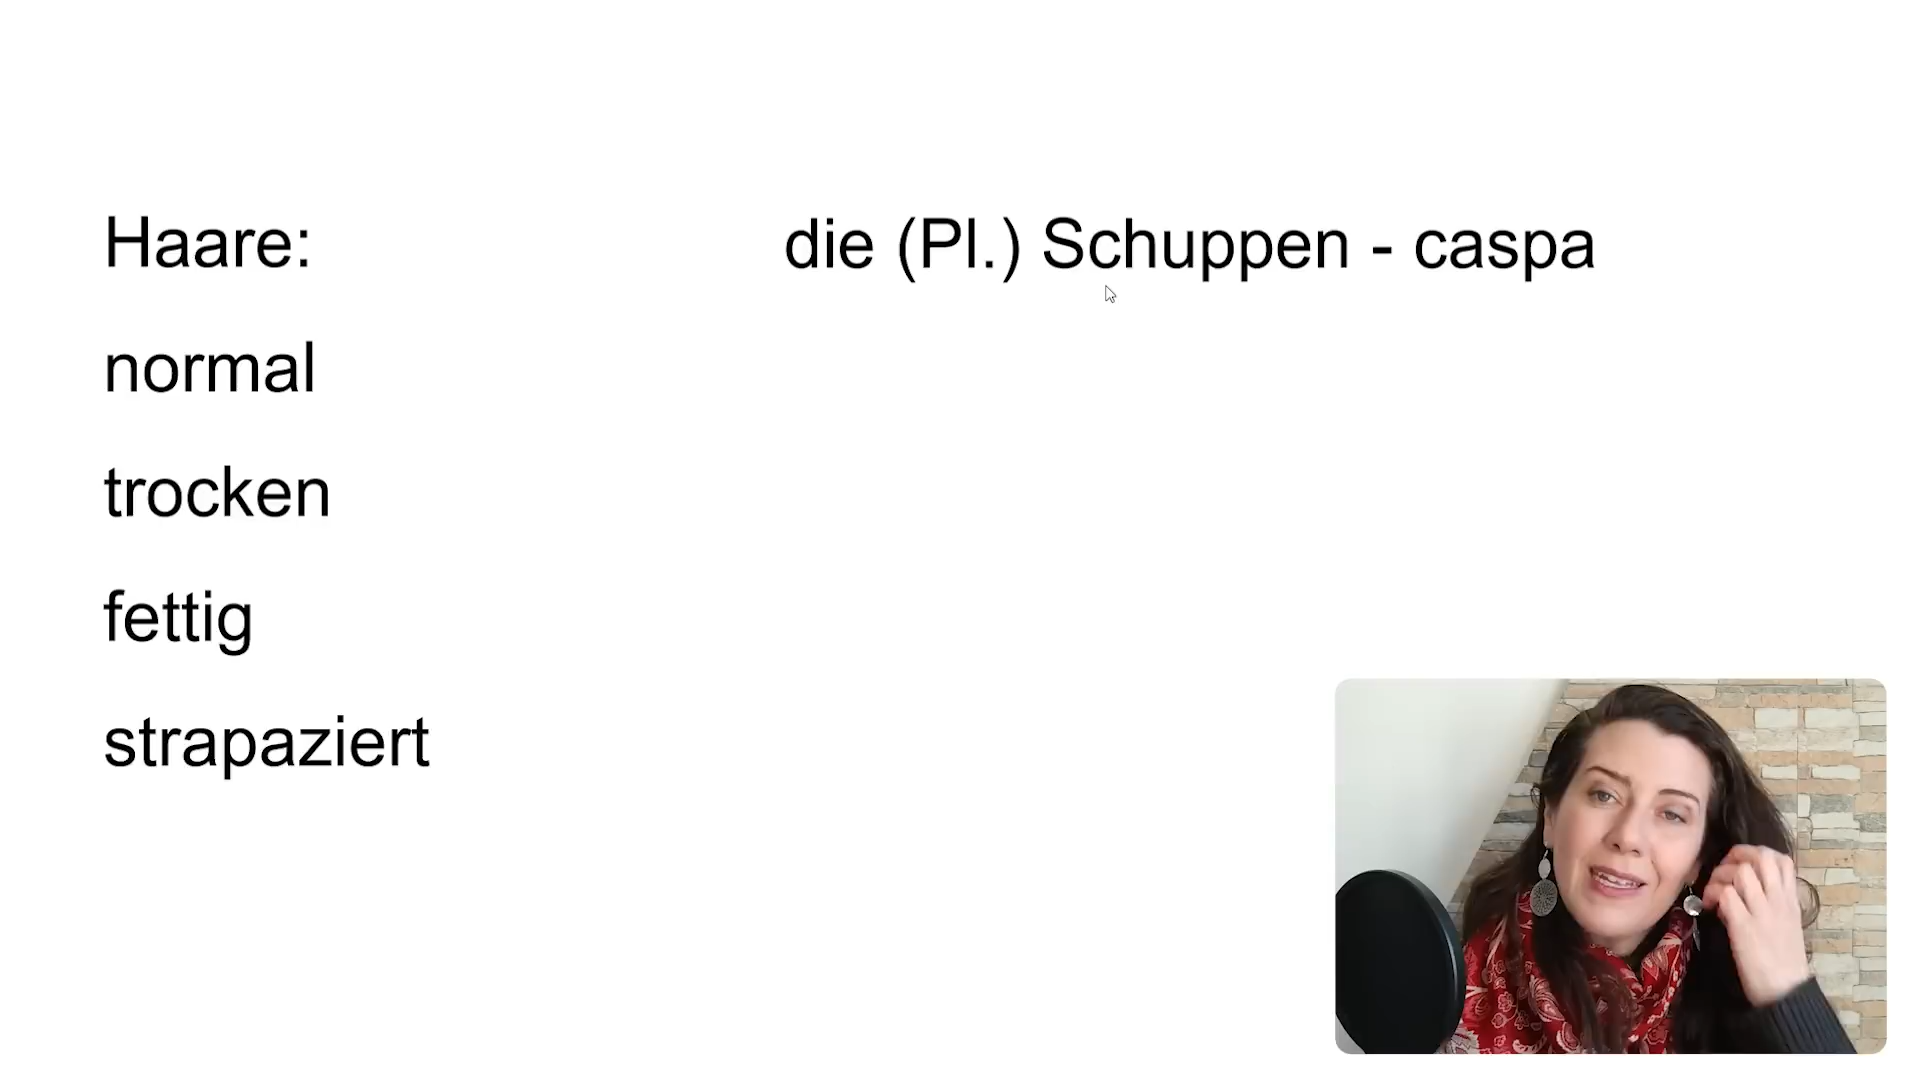 Haare:
die (Pl.) Schuppen - caspa
normal
trocken
fettig
strapaziert